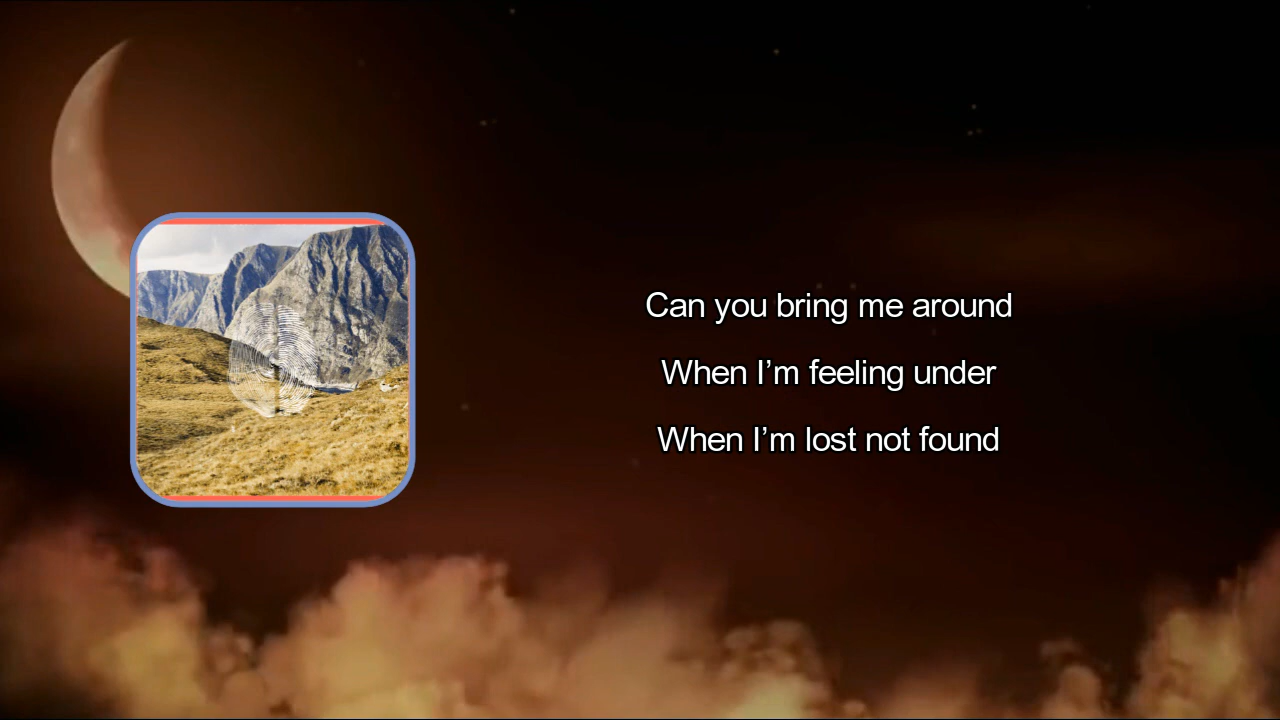 Can you bring me around
When I’m feeling under
When I’m lost not found